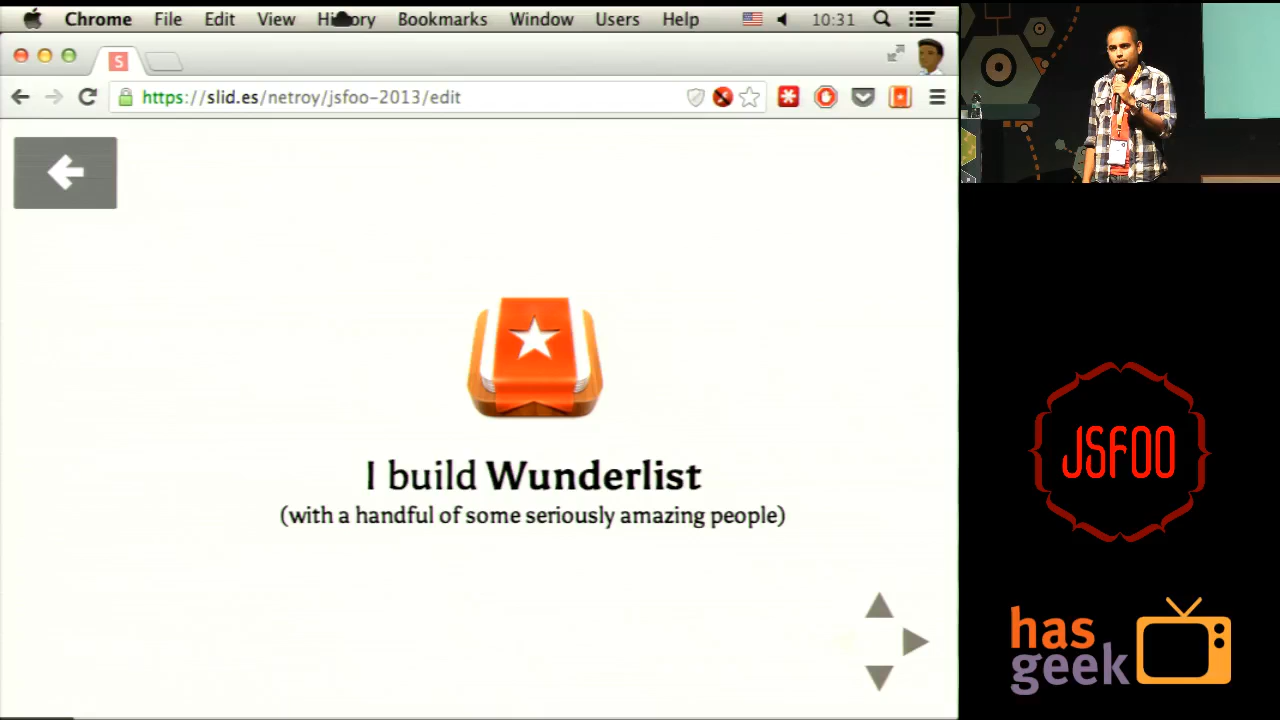 Chrome File Edit View History Bookmarks Window Users Help 10:31
S
https://slid.es/netroy/jsfoo-2013/edit
I build Wunderlist
(with a handful of some seriously amazing people)
JSFOO
has
geek